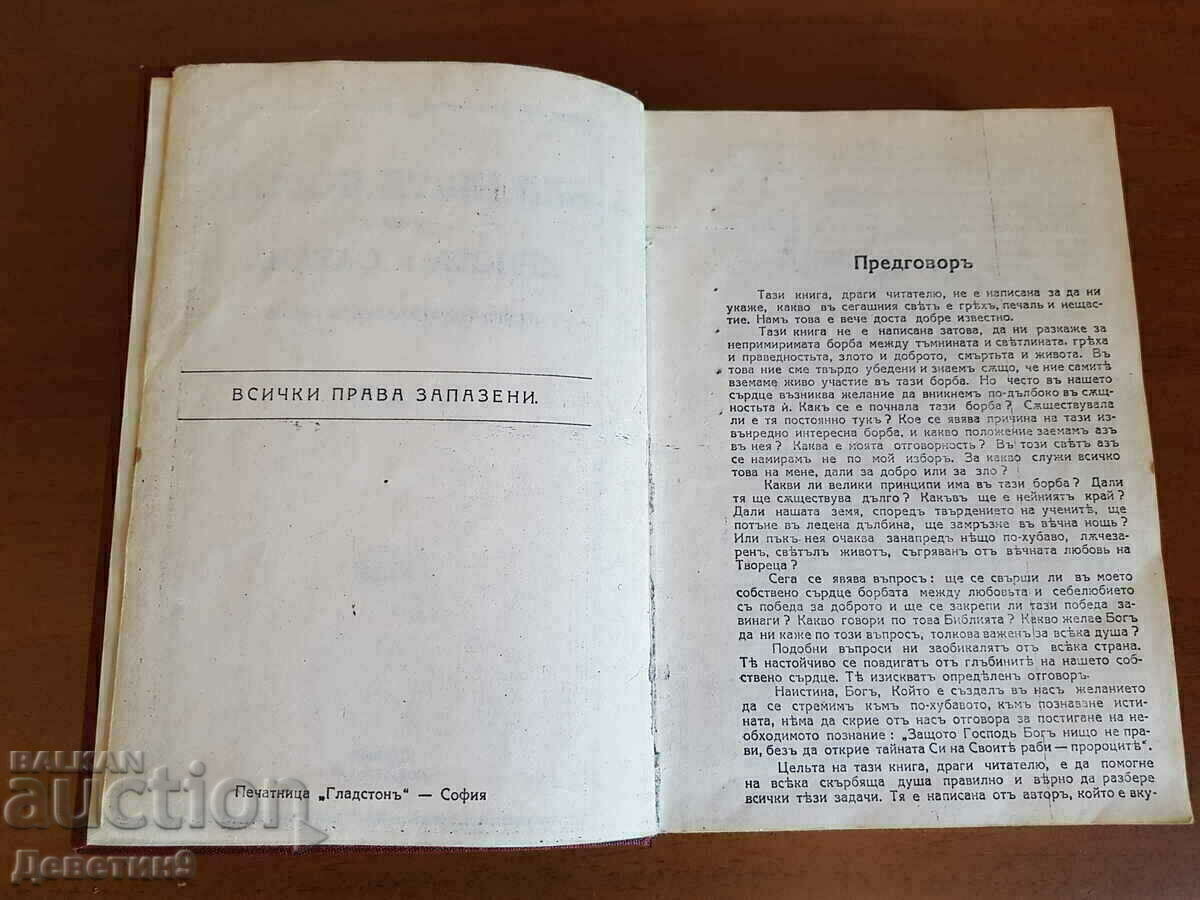 ВСИЧКИ ПРАВА ЗАПАЗЕНИ.
Печатница „Гладстонъ" — София
Предговоръ
Тази книга, драги читателю, не е написана за да ни
укаже, какво въ сегашния свѣтъ е грѣхъ, печаль и нещас-
тие. Намъ това е вече доста добре известно.
Тази книга не е написана затова, да ни разкаже за
непримиримата борба между тъмнината и свѣтлината, грѣха
и праведностьта, злото и доброто, смъртьта и живота. Въ
това ние сме твърдо убедени и знаемъ сѫщо, че ние самитѣ
вземаме живо участие въ тази борба. Но често въ нашето
сърдце възниква желание да вникнемъ по-дълбоко въ сѫщ-
ностьта ѝ. Какъ се е почнала тази борба? Сѫществувала
ли е тя постоянно тукъ? Кое се явява причина на тази из-
вънредно интересна борба, и какво положение заемамъ азъ
въ нея? Каква е моята отговорность? Въ този свѣтъ азъ
се намирамъ не по мой изборъ. За какво служи всичко
това на мене, дали за добро или за зло?
Какви ли велики принципи има въ тази борба? Дали
тя ще сѫществува дълго? Какъвъ ще е нейниятъ край?
Дали нашата земя, споредъ твърдението на ученитѣ, ще
потъне въ ледена дълбина, ще замръзне въ вѣчна нощь?
Или пъкъ нея очаква занапредъ нѣщо по-хубаво, лѫчеза-
ренъ, свѣтълъ животъ, съгряванъ отъ вѣчната любовь на
Твореца?
Сега се явява въпросъ: ще се свърши ли въ моето
собствено сърдце борбата между любовьта и себелюбието
съ победа за доброто и ще се закрепи ли тази победа за-
винаги? Какво говори по това Библията? Какво желае Богъ
да ни каже по този въпросъ, толкова важенъ за всѣка душа?
Подобни въпроси ни заобикалятъ отъ всѣка страна.
Тѣ настойчиво се повдигатъ отъ глъбинитѣ на нашето соб-
ствено сърдце. Тѣ изискватъ опредѣленъ отговоръ.
Наистина, Богъ, Който е създалъ въ насъ желанието
да се стремимъ къмъ по-хубавото, къмъ познаване исти-
ната, нѣма да скрие отъ насъ отговора за постигане на не-
обходимото познание: „Защото Господь Богъ нищо не пра-
ви, безъ да открие тайната Си на Своитѣ раби — пророцитѣ".
Цельта на тази книга, драги читателю, е да помогне
на всѣка скърбяща душа правилно и вѣрно да разбере
всички тѣзи задачи. Тя е написана отъ авторъ, който е вку-
BALKAN
auction
Деветин9